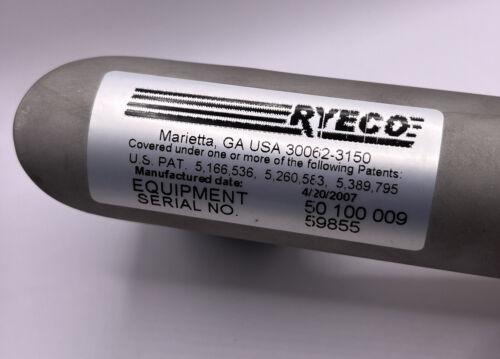 RYECO
Marietta, GA USA 30062-3150
Covered under one or more of the following Patents:
U.S. PAT. 5,166,536, 5,260,583, 5,389,795
Manufactured date: 4/20/2007
EQUIPMENT 50 100 009
SERIAL NO. 59855